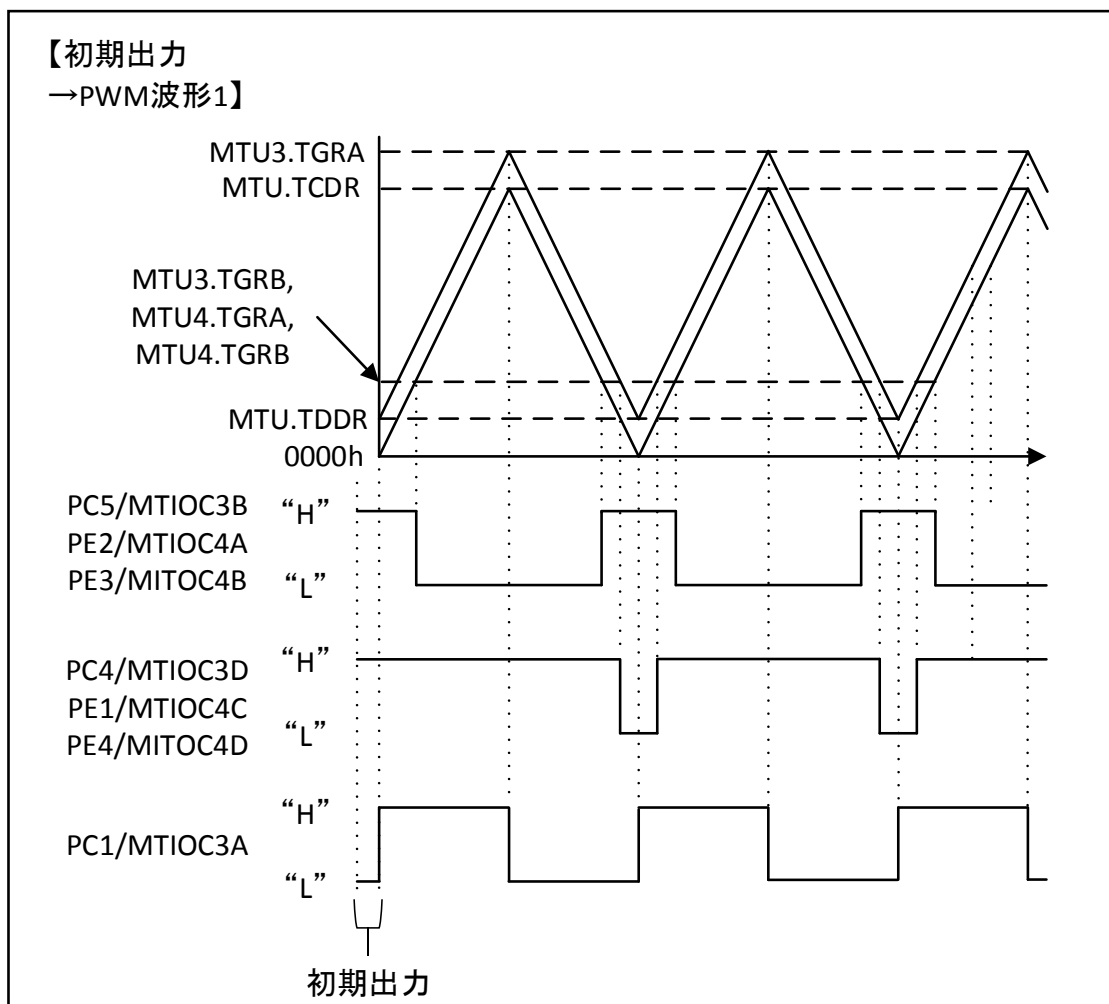 【初期出力
→PWM波形1】
MTU3.TGRA
MTU.TCDR
MTU3.TGRB,
MTU4.TGRA,
MTU4.TGRB
MTU.TDDR
0000h
PC5/MTIOC3B
“H”
PE2/MTIOC4A
PE3/MITOC4B
“L”
PC4/MTIOC3D
“H”
PE1/MTIOC4C
PE4/MITOC4D
“L”
“H”
PC1/MTIOC3A
“L”
初期出力